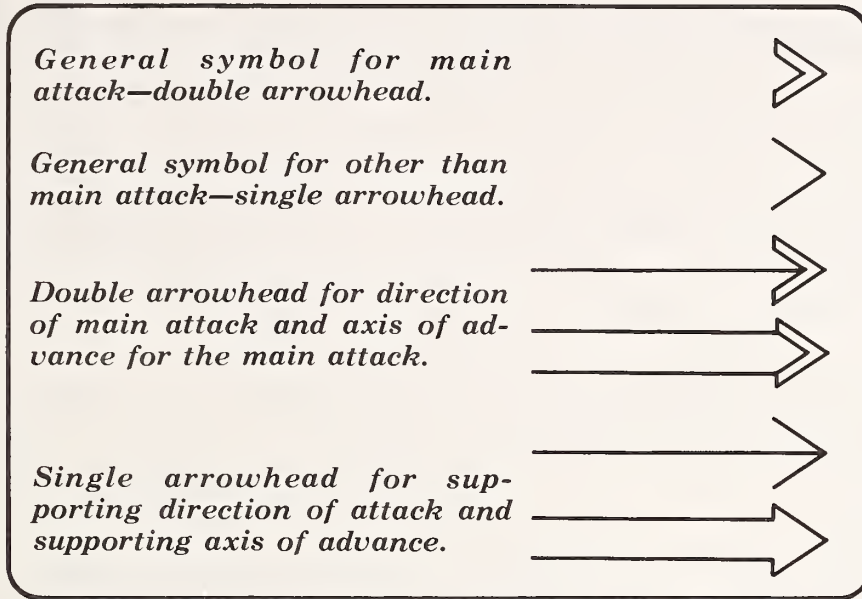 General symbol for main
attack—double arrowhead.
General symbol for other than
main attack—single arrowhead.
Double arrowhead for direction
of main attack and axis of ad-
vance for the main attack.
Single arrowhead for sup-
porting direction of attack and
supporting axis of advance.